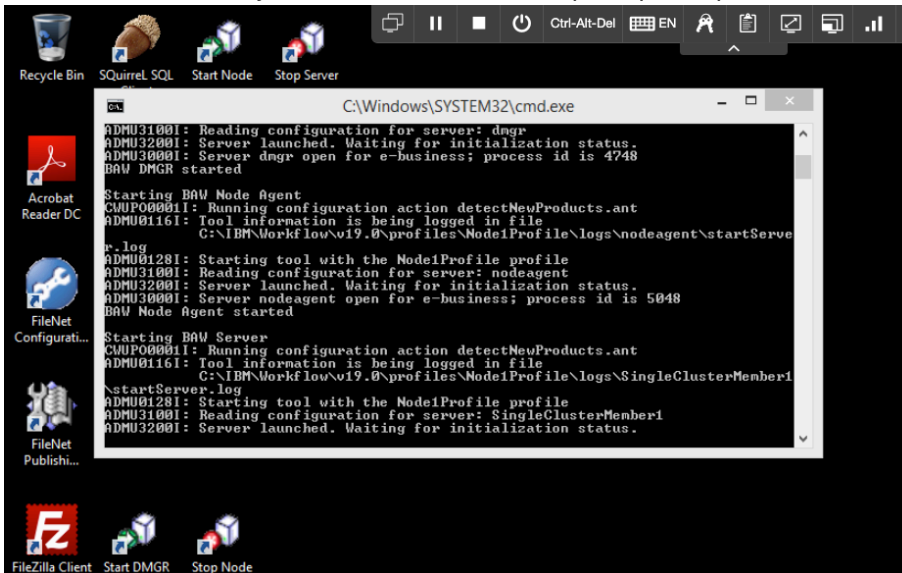 Ctrl-Alt-Del
EN
Recycle Bin
SQuirreL SQL
Start Node
Stop Server
C:\Windows\SYSTEM32\cmd.exe
ADMU3100I: Reading configuration for server: dmgr
ADMU3200I: Server launched. Waiting for initialization status.
ADMU3000I: Server dmgr open for e-business; process id is 4748
BAW DMGR started
Starting BAW Node Agent
CWUPO0001I: Running configuration action detectNewProducts.ant
ADMU0116I: Tool information is being logged in file
C:\IBM\Workflow\v19.0\profiles\Node1Profile\logs\nodeagent\startServe
r.log
ADMU0128I: Starting tool with the Node1Profile profile
ADMU3100I: Reading configuration for server: nodeagent
ADMU3200I: Server launched. Waiting for initialization status.
ADMU3000I: Server nodeagent open for e-business; process id is 5048
BAW Node Agent started
Starting BAW Server
CWUPO0001I: Running configuration action detectNewProducts.ant
ADMU0116I: Tool information is being logged in file
C:\IBM\Workflow\v19.0\profiles\Node1Profile\logs\SingleClusterMember1
\startServer.log
ADMU0128I: Starting tool with the Node1Profile profile
ADMU3100I: Reading configuration for server: SingleClusterMember1
ADMU3200I: Server launched. Waiting for initialization status.
Acrobat
Reader DC
FileNet
Configurati...
FileNet
Publishi...
FileZilla Client
Start DMGR
Stop Node